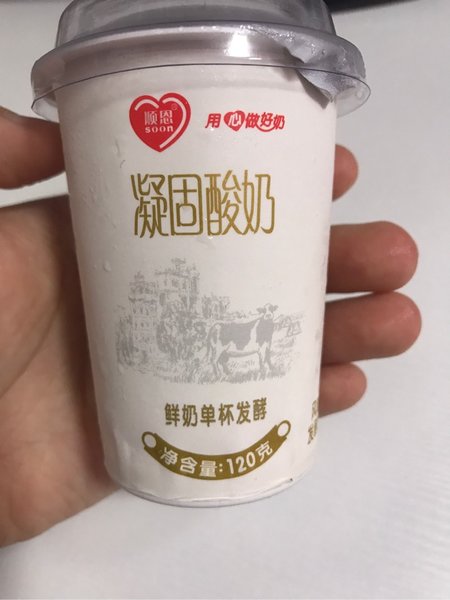 顺恩
soon
用心做好奶
凝固酸奶
鲜奶单杯发酵
净含量:120克